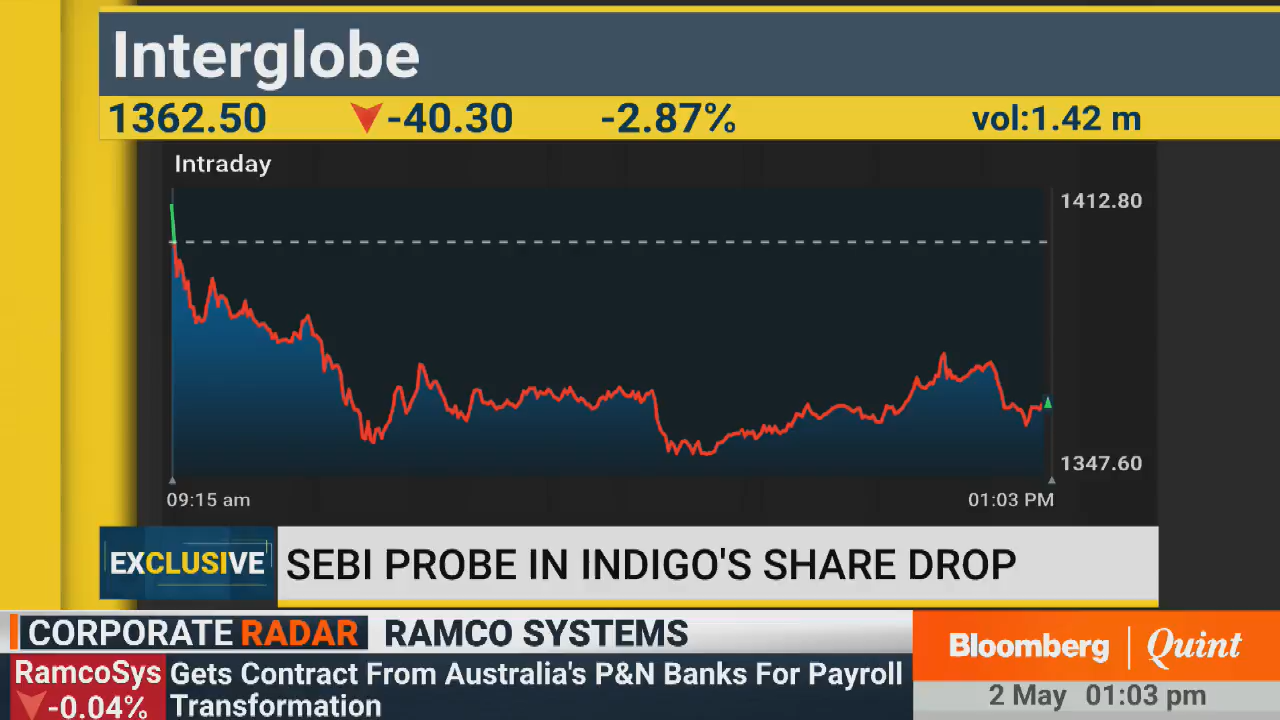 Interglobe
1362.50 -40.30 -2.87% vol:1.42 m
Intraday
1412.80
1347.60
09:15 am 01:03 PM
EXCLUSIVE SEBI PROBE IN INDIGO'S SHARE DROP
CORPORATE RADAR RAMCO SYSTEMS
RamcoSys Gets Contract From Australia's P&N Banks For Payroll
-0.04% Transformation
Bloomberg | Quint
2 May 01:03 pm